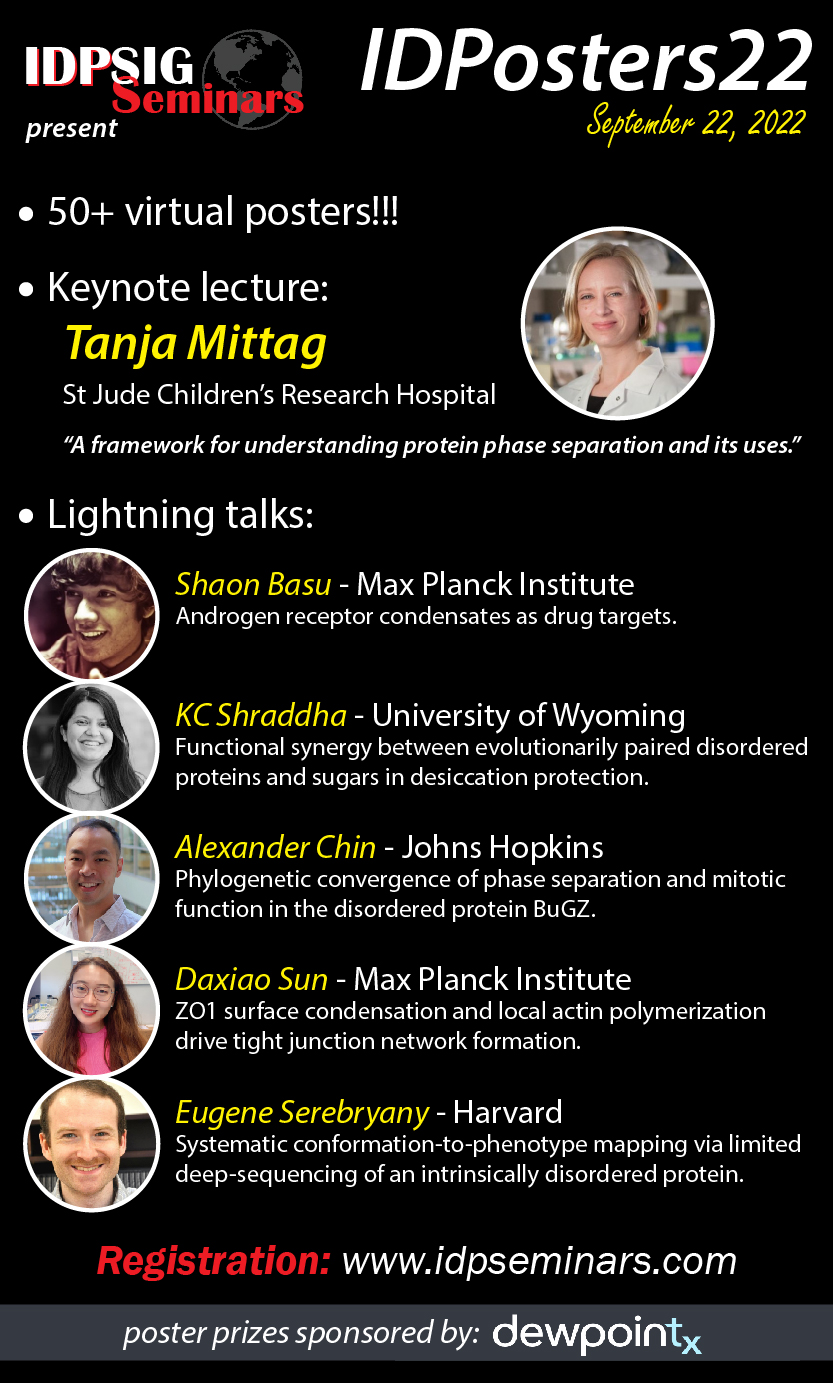 IDPSIG
Seminars
present
IDPosters22
September 22, 2022
• 50+ virtual posters!!!
• Keynote lecture:
Tanja Mittag
St Jude Children’s Research Hospital
“A framework for understanding protein phase separation and its uses.”
• Lightning talks:
Shaon Basu - Max Planck Institute
Androgen receptor condensates as drug targets.
KC Shraddha - University of Wyoming
Functional synergy between evolutionarily paired disordered
proteins and sugars in desiccation protection.
Alexander Chin - Johns Hopkins
Phylogenetic convergence of phase separation and mitotic
function in the disordered protein BuGZ.
Daxiao Sun - Max Planck Institute
ZO1 surface condensation and local actin polymerization
drive tight junction network formation.
Eugene Serebryany - Harvard
Systematic conformation-to-phenotype mapping via limited
deep-sequencing of an intrinsically disordered protein.
Registration: www.idpseminars.com
poster prizes sponsored by: dewpointx